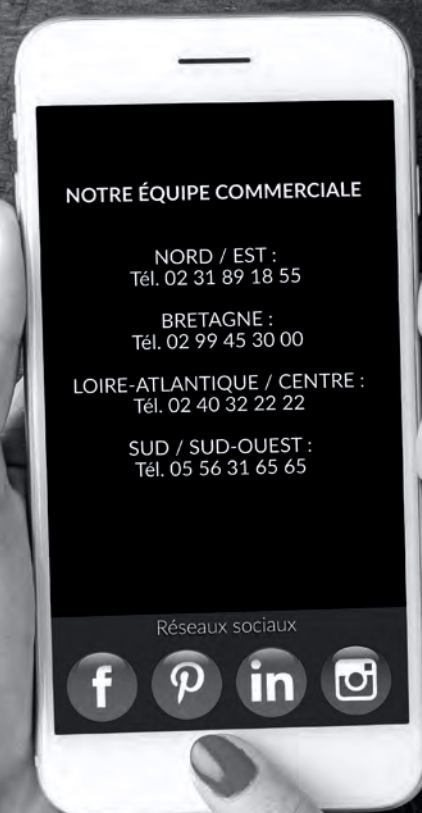 NOTRE ÉQUIPE COMMERCIALE
NORD / EST :
Tél. 02 31 89 18 55
BRETAGNE :
Tél. 02 99 45 30 00
LOIRE-ATLANTIQUE / CENTRE :
Tél. 02 40 32 22 22
SUD / SUD-OUEST :
Tél. 05 56 31 65 65
Réseaux sociaux
f
in